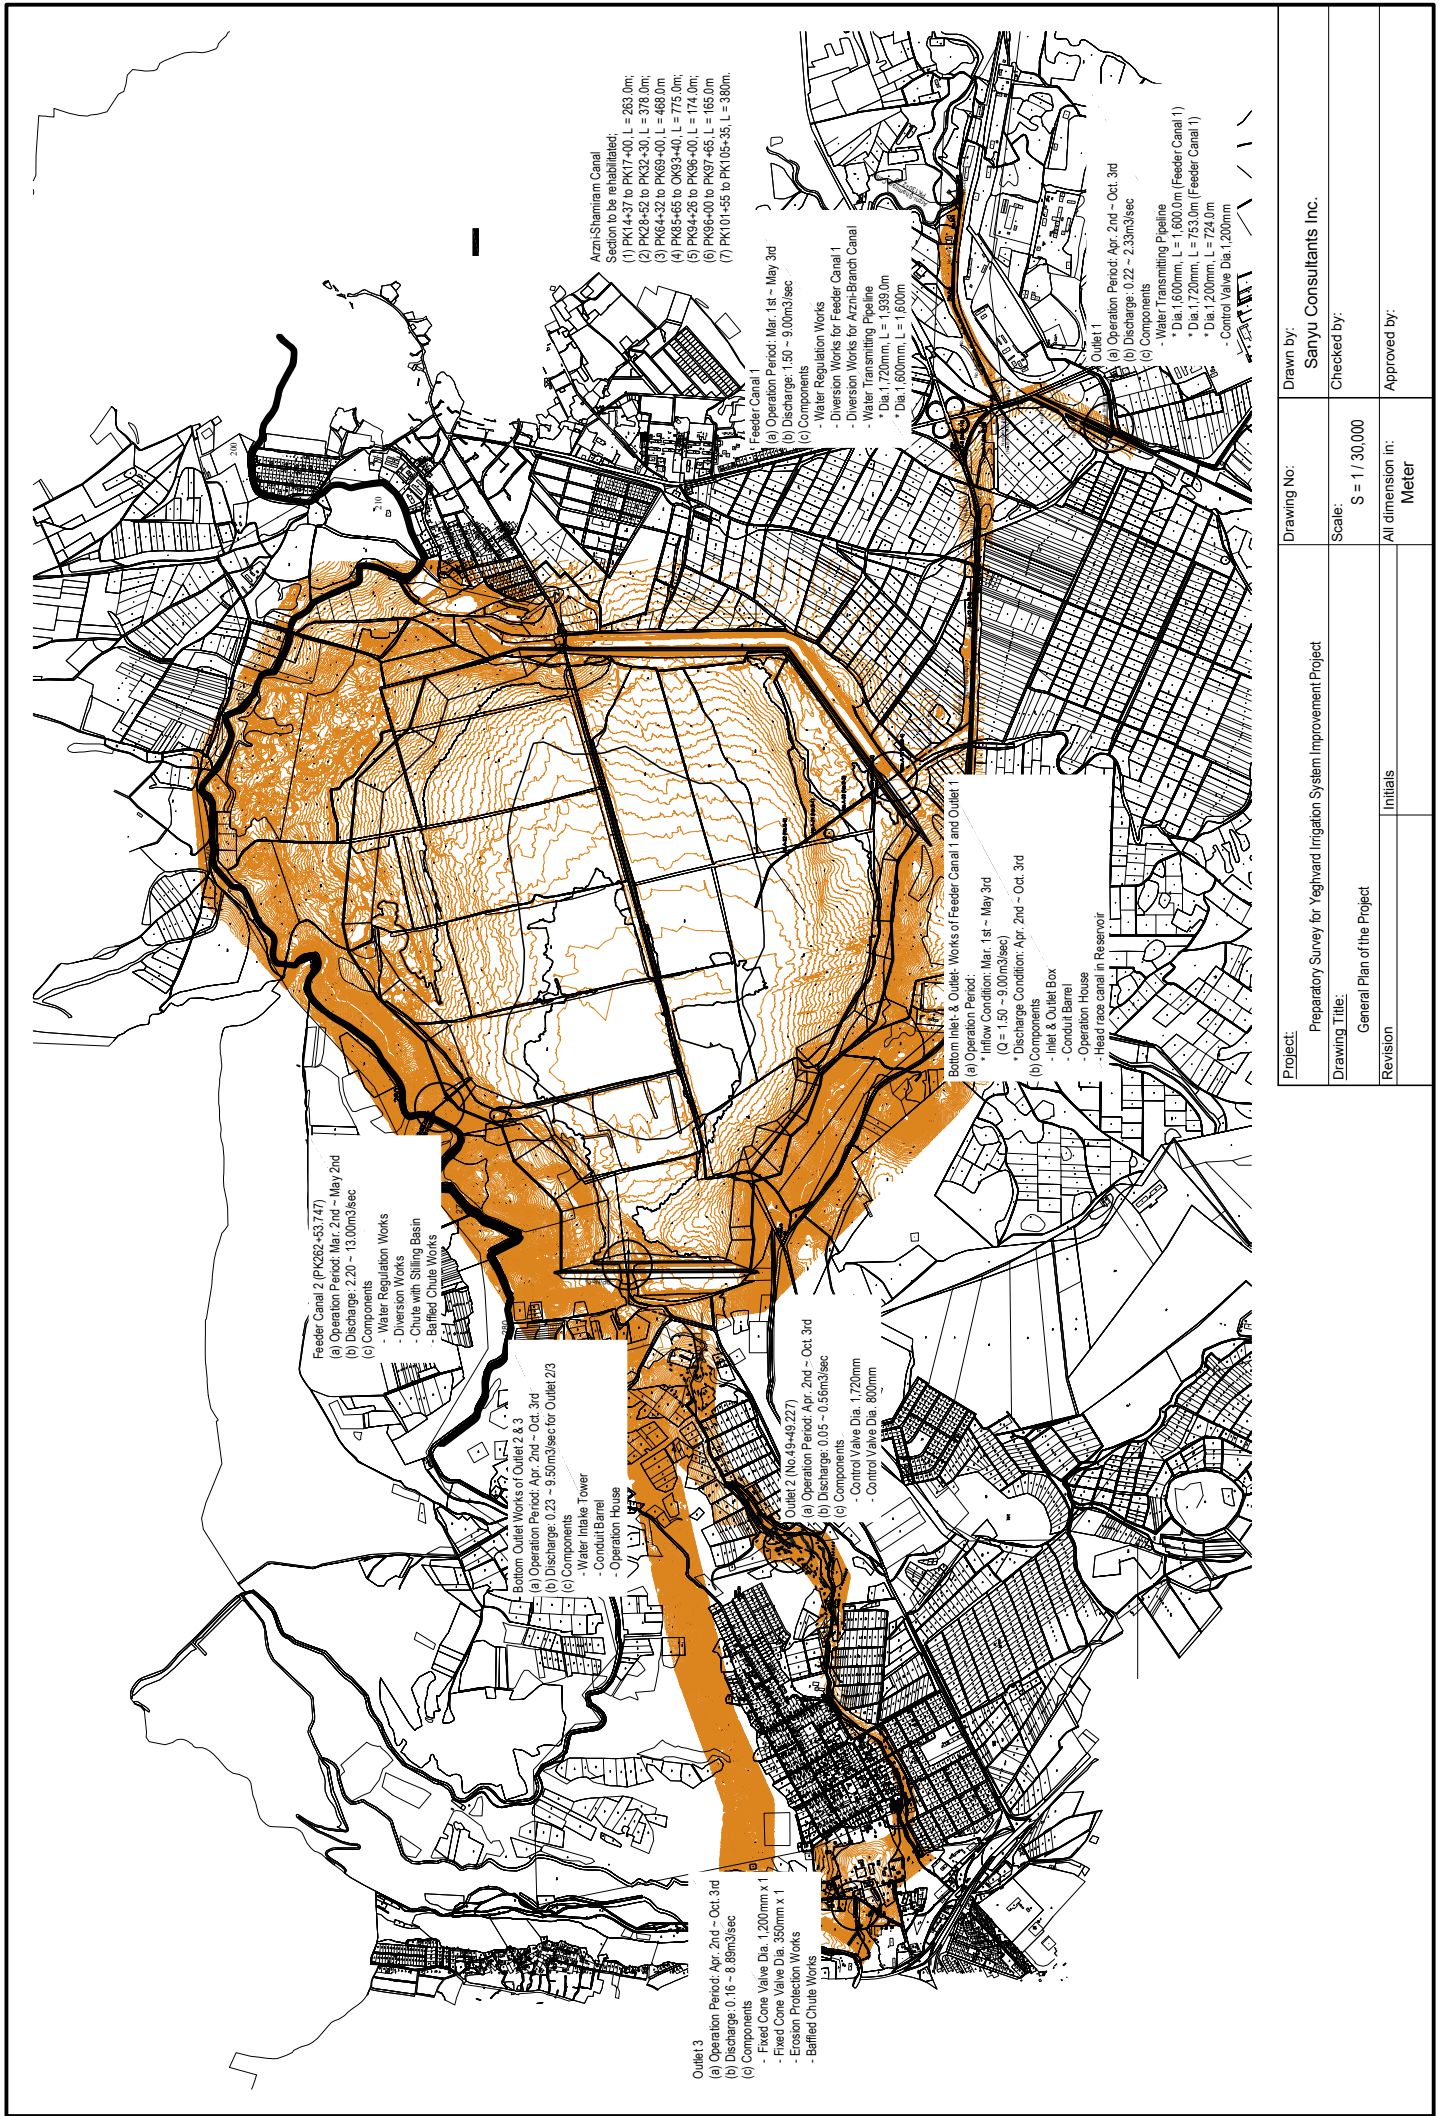 Arzni-Shamiram Canal
Section to be rehabilitated;
(1) PK14+37 to PK17+00, L = 263.0m;
(2) PK28+52 to PK32+30, L = 378.0m;
(3) PK64+32 to PK69+00, L = 468.0m
(4) PK85+65 to OK93+40, L = 775.0m;
(5) PK94+26 to PK96+00, L = 174.0m;
(6) PK96+00 to PK97+65, L = 165.0m
(7) PK101+55 to PK105+35, L = 380m.
Feeder Canal 1
(a) Operation Period: Mar. 1st ~ May 3rd
(b) Discharge: 1.50 ~ 9.00m3/sec
(c) Components
- Water Regulation Works
- Diversion Works for Feeder Canal 1
- Diversion Works for Arzni-Branch Canal
- Water Transmitting Pipeline
* Dia.1,720mm, L = 1,939.0m
* Dia.1,600mm, L = 1,600m
Outlet 1
(a) Operation Period: Apr. 2nd ~ Oct. 3rd
(b) Discharge: 0.22 ~ 2.33m3/sec
(c) Components
- Water Transmitting Pipeline
* Dia.1,600mm, L = 1,600.0m (Feeder Canal 1)
* Dia.1,720mm, L = 753.0m (Feeder Canal 1)
* Dia.1,200mm, L = 724.0m
- Control Valve Dia.1,200mm
200
210
Feeder Canal 2 (PK262+53.747)
(a) Operation Period: Mar. 2nd ~ May 2nd
(b) Discharge: 2.20 ~ 13.00m3/sec
(c) Components
- Water Regulation Works
- Diversion Works
- Chute with Stilling Basin
- Baffled Chute Works
Bottom Inlet- & Outlet- Works of Feeder Canal 1 and Outlet 1
(a) Operation Period:
* Inflow Condition: Mar. 1st ~ May 3rd
(Q = 1.50 ~ 9.00m3/sec)
* Discharge Condition: Apr. 2nd ~ Oct. 3rd
(b) Components
- Inlet & Outlet Box
- Conduit Barrel
- Operation House
- Head race canal in Reservoir
280
Bottom Outlet Works of Outlet 2 & 3
(a) Operation Period: Apr. 2nd ~ Oct. 3rd
(b) Discharge: 0.23 ~ 9.50m3/sec for Outlet 2/3
(c) Components
- Water Intake Tower
- Conduit Barrel
- Operation House
Outlet 2 (No.49+49.227)
(a) Operation Period: Apr. 2nd ~ Oct. 3rd
(b) Discharge: 0.05 ~ 0.56m3/sec
(c) Components
- Control Valve Dia. 1,720mm
- Control Valve Dia. 800mm
Outlet 3
(a) Operation Period: Apr. 2nd ~ Oct. 3rd
(b) Discharge: 0.16 ~ 8.89m3/sec
(c) Components
- Fixed Cone Valve Dia. 1,200mm x 1
- Fixed Cone Valve Dia. 350mm x 1
- Erosion Protection Works
- Baffled Chute Works
Project:
Preparatory Survey for Yeghvard Irrigation System Improvement Project
Drawing Title:
General Plan of the Project
Revision
Initials
Drawing No:
Scale:
S = 1 / 30,000
All dimension in:
Meter
Drawn by:
Sanyu Consultants Inc.
Checked by:
Approved by: